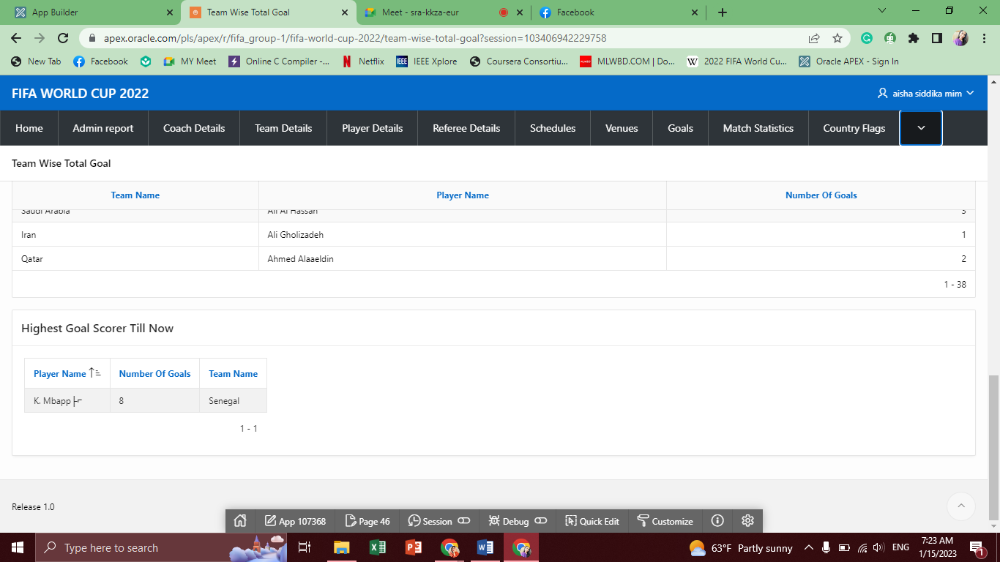 App Builder
Team Wise Total Goal
Meet - sra-kkza-eur
Facebook
apex.oracle.com/pls/apex/r/fifa_group-1/fifa-world-cup-2022/team-wise-total-goal?session=103406942229758
New Tab Facebook MY Meet Online C Compiler -... Netflix IEEE Xplore Coursera Consortiu... MLWBD.COM | Do... 2022 FIFA World Cu... Oracle APEX - Sign In
FIFA WORLD CUP 2022
aisha siddika mim
Home Admin report Coach Details Team Details Player Details Referee Details Schedules Venues Goals Match Statistics Country Flags
Team Wise Total Goal
Team Name Player Name Number Of Goals
Saudi Arabia Ali Al Hassan 3
Iran Ali Gholizadeh 1
Qatar Ahmed Alaaeldin 2
1 - 38
Highest Goal Scorer Till Now
Player Name Number Of Goals Team Name
K. Mbapp├⌐ 8 Senegal
1 - 1
Release 1.0
App 107368 Page 46 Session Debug Quick Edit Customize
Type here to search
63°F Partly sunny
ENG
7:23 AM
1/15/2023
1